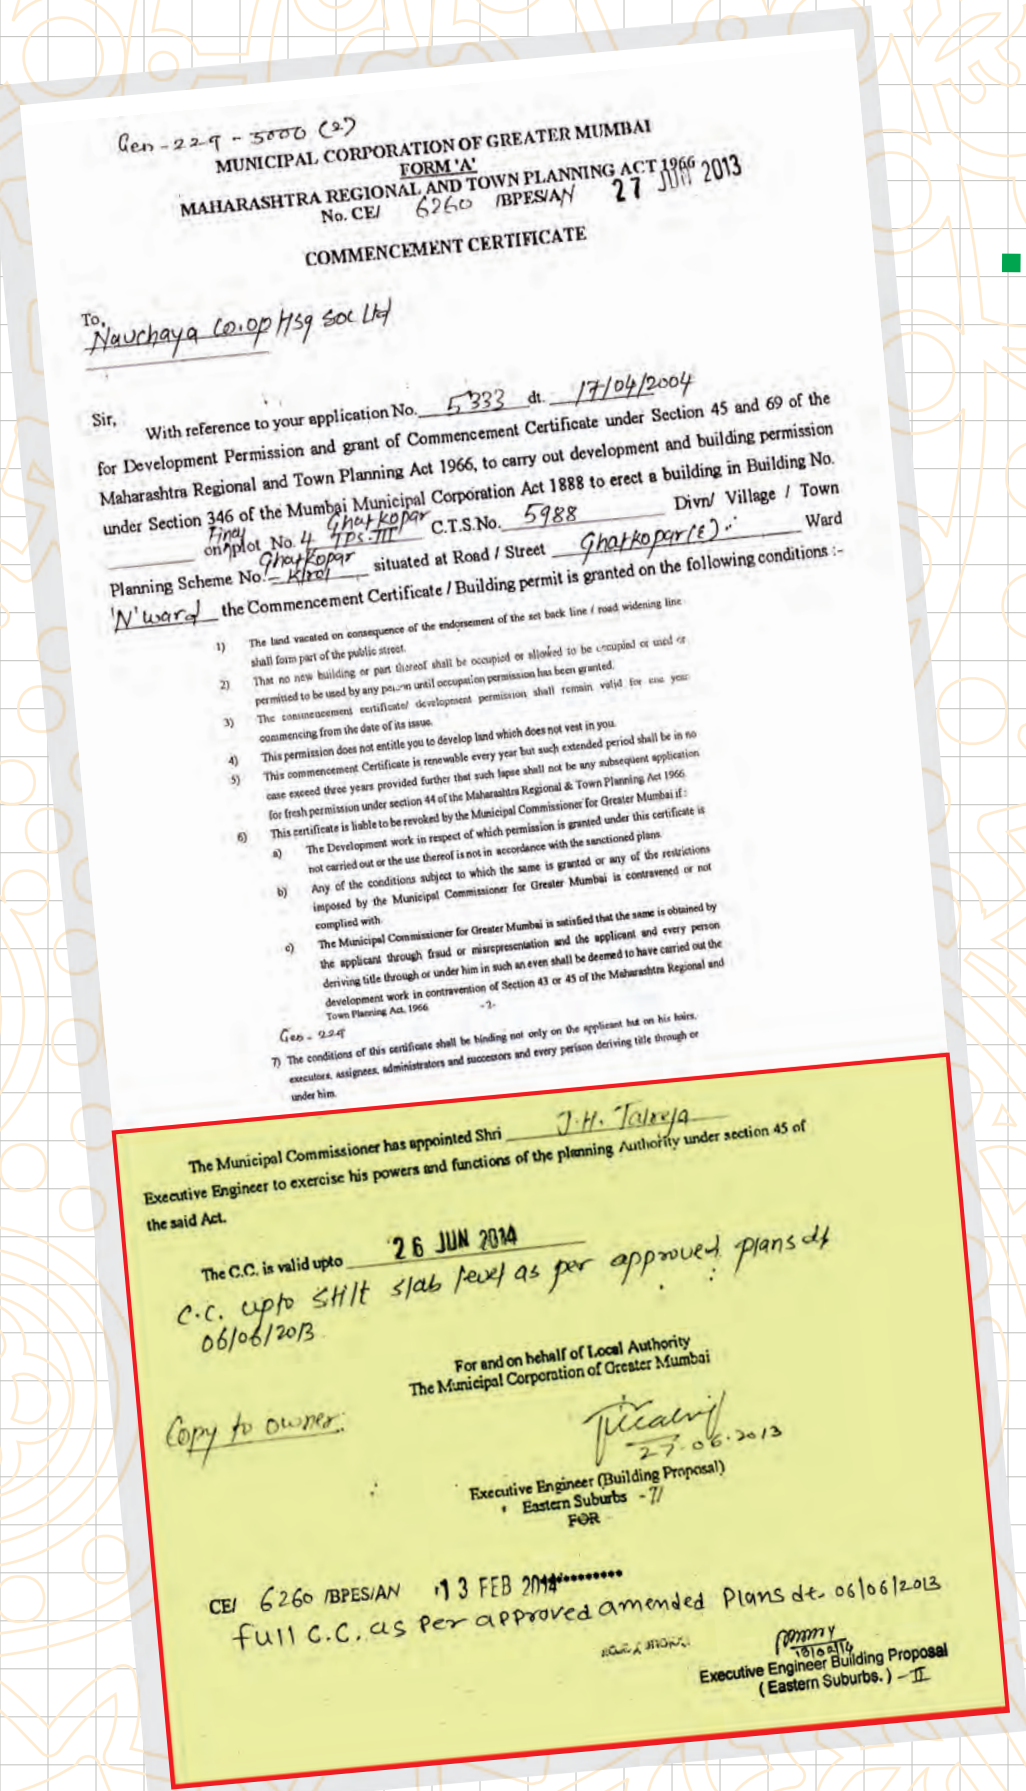 Gen-229-5000 (2)
MUNICIPAL CORPORATION OF GREATER MUMBAI
FORM 'A'
MAHARASHTRA REGIONAL AND TOWN PLANNING ACT 1966
No. CE/ 6260 /BPES/AN 27 JUN 2013
COMMENCEMENT CERTIFICATE
To,
Navchaya Co.op Hsg Soc Ltd
Sir,
With reference to your application No. 5333 dt. 17/04/2004
for Development Permission and grant of Commencement Certificate under Section 45 and 69 of the
Maharashtra Regional and Town Planning Act 1966, to carry out development and building permission
under Section 346 of the Mumbai Municipal Corporation Act 1888 to erect a building in Building No.
on Final plot No. 4 Ghatkopar TPS-III C.T.S.No. 5988 Divn/ Village / Town
Planning Scheme No. Ghatkopar - Kirol situated at Road / Street Ghatkopar(E) Ward
'N' ward the Commencement Certificate / Building permit is granted on the following conditions :-
1) The land vacated on consequence of the endorsement of the set back line / road widening line
shall form part of the public street.
2) That no new building or part thereof shall be occupied or allowed to be occupied or used or
permitted to be used by any person until occupation permission has been granted.
3) The commencement certificate/ development permission shall remain valid for one year
commencing from the date of its issue.
4) This permission does not entitle you to develop land which does not vest in you.
5) This commencement Certificate is renewable every year but such extended period shall be in no
case exceed three years provided further that such lapse shall not be any subsequent application
for fresh permission under section 44 of the Maharashtra Regional & Town Planning Act 1966
6) This certificate is liable to be revoked by the Municipal Commissioner for Greater Mumbai if :
a) The Development work in respect of which permission is granted under this certificate is
not carried out or the use thereof is not in accordance with the sanctioned plans.
b) Any of the conditions subject to which the same is granted or any of the restrictions
imposed by the Municipal Commissioner for Greater Mumbai is contravened or not
complied with.
c) The Municipal Commissioner for Greater Mumbai is satisfied that the same is obtained by
the applicant through fraud or misrepresentation and the applicant and every person
deriving title through or under him in such an even shall be deemed to have carried out the
development work in contravention of Section 43 or 45 of the Maharashtra Regional and
Town Planning Act, 1966
-2-
Gen - 229
7) The conditions of this certificate shall be binding not only on the applicant but on his heirs,
executors, assignees, administrators and successors and every perison deriving title through or
under him.
The Municipal Commissioner has appointed Shri J.H. Talreja
Executive Engineer to exercise his powers and functions of the planning Authority under section 45 of
the said Act.
The C.C. is valid upto 26 JUN 2014
C.C. upto stilt slab level as per approved plans dt
06/06/2013
For and on behalf of Local Authority
The Municipal Corporation of Greater Mumbai
27.06.2013
Copy to owner.
Executive Engineer (Building Proposal)
Eastern Suburbs - II
FOR
CE/ 6260 /BPES/AN 13 FEB 2014
full C.C. as per approved amended Plans dt. 06/06/2013
13/02/14
Executive Engineer Building Proposal
( Eastern Suburbs. ) - II